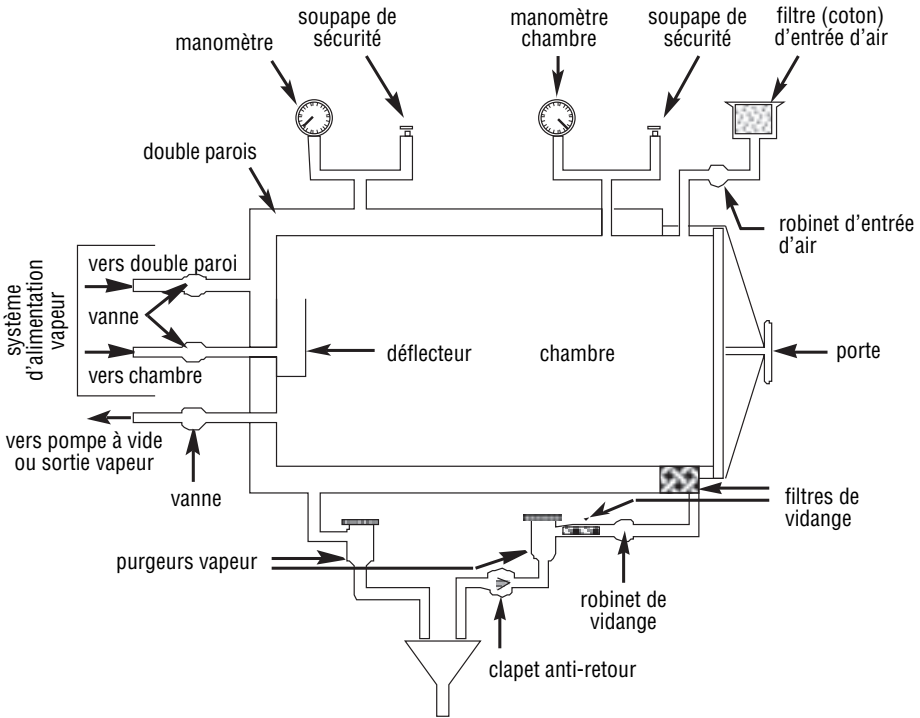 soupape de
sécurité
manomètre
manomètre
chambre
soupape de
sécurité
filtre (coton)
d'entrée d'air
double parois
robinet d'entrée
d'air
système
d'alimentation
vapeur
vers double paroi
vanne
vers chambre
déflecteur
chambre
porte
vers pompe à vide
ou sortie vapeur
vanne
filtres de
vidange
purgeurs vapeur
robinet de
vidange
clapet anti-retour